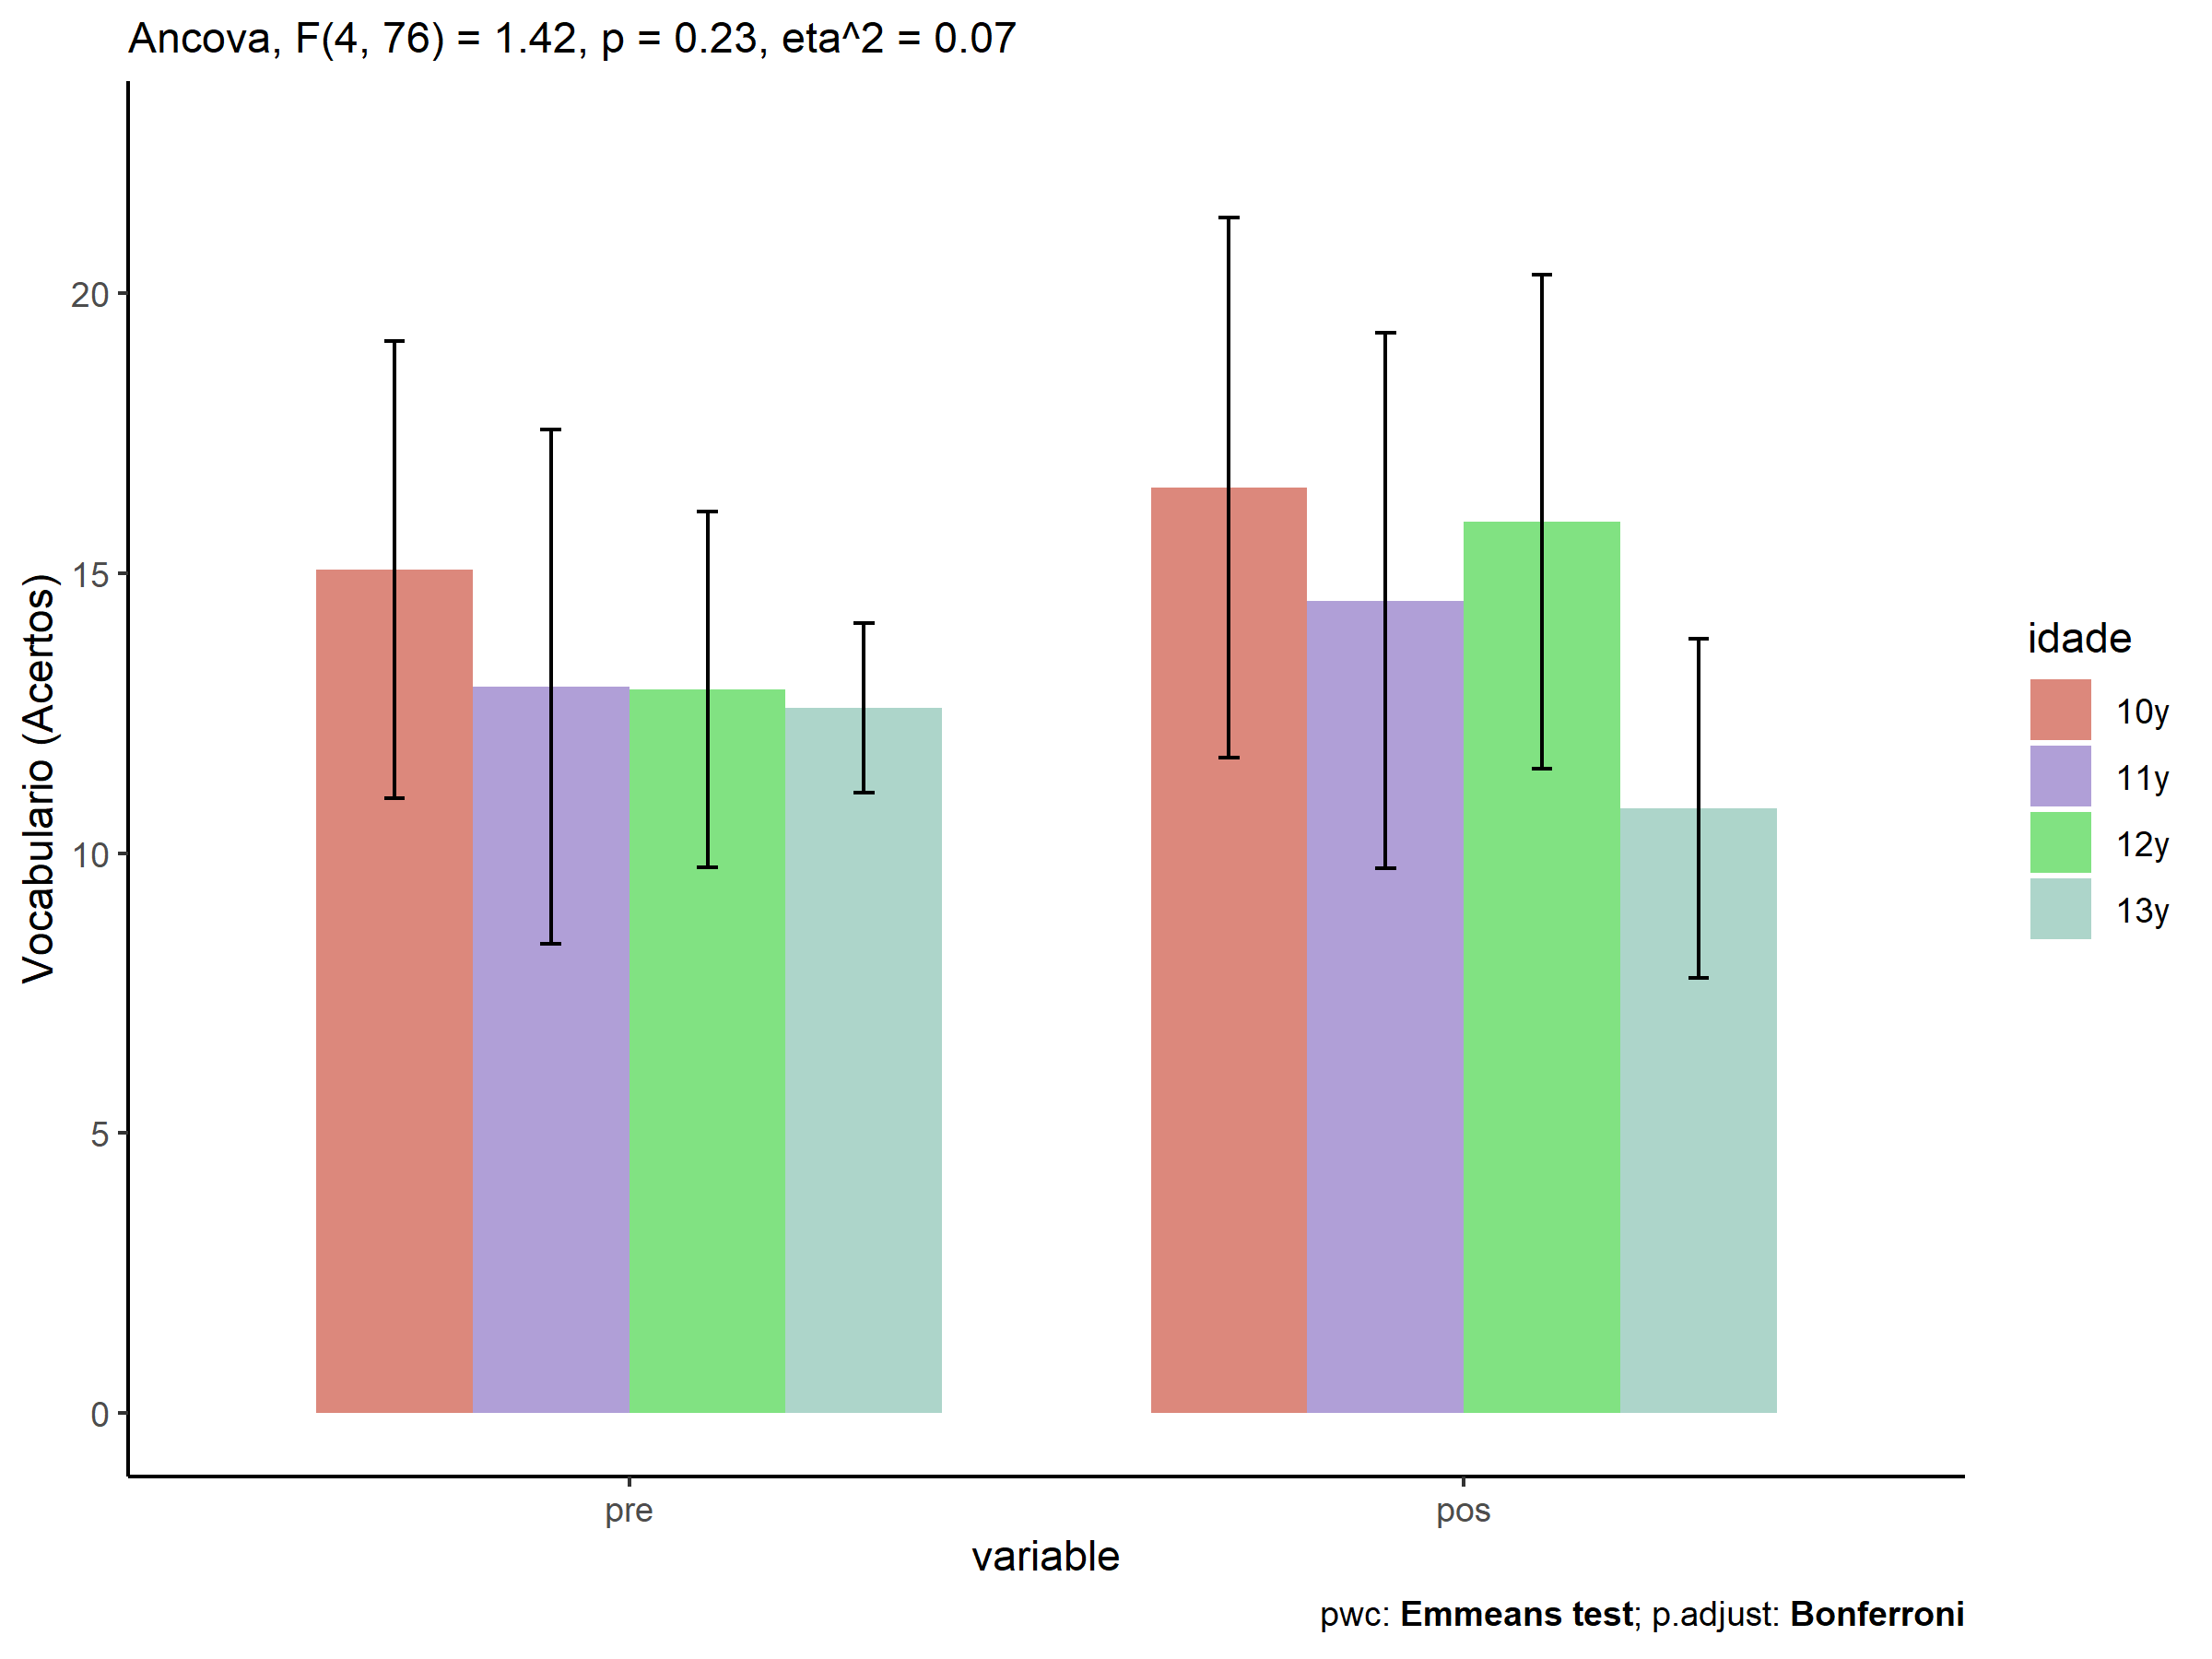 Ancova, F(4, 76) = 1.42, p = 0.23, eta^2 = 0.07
Vocabulario (Acertos)
20
15
10
5
0
pre
pos
variable
idade
10y
11y
12y
13y
pwc: Emmeans test; p.adjust: Bonferroni